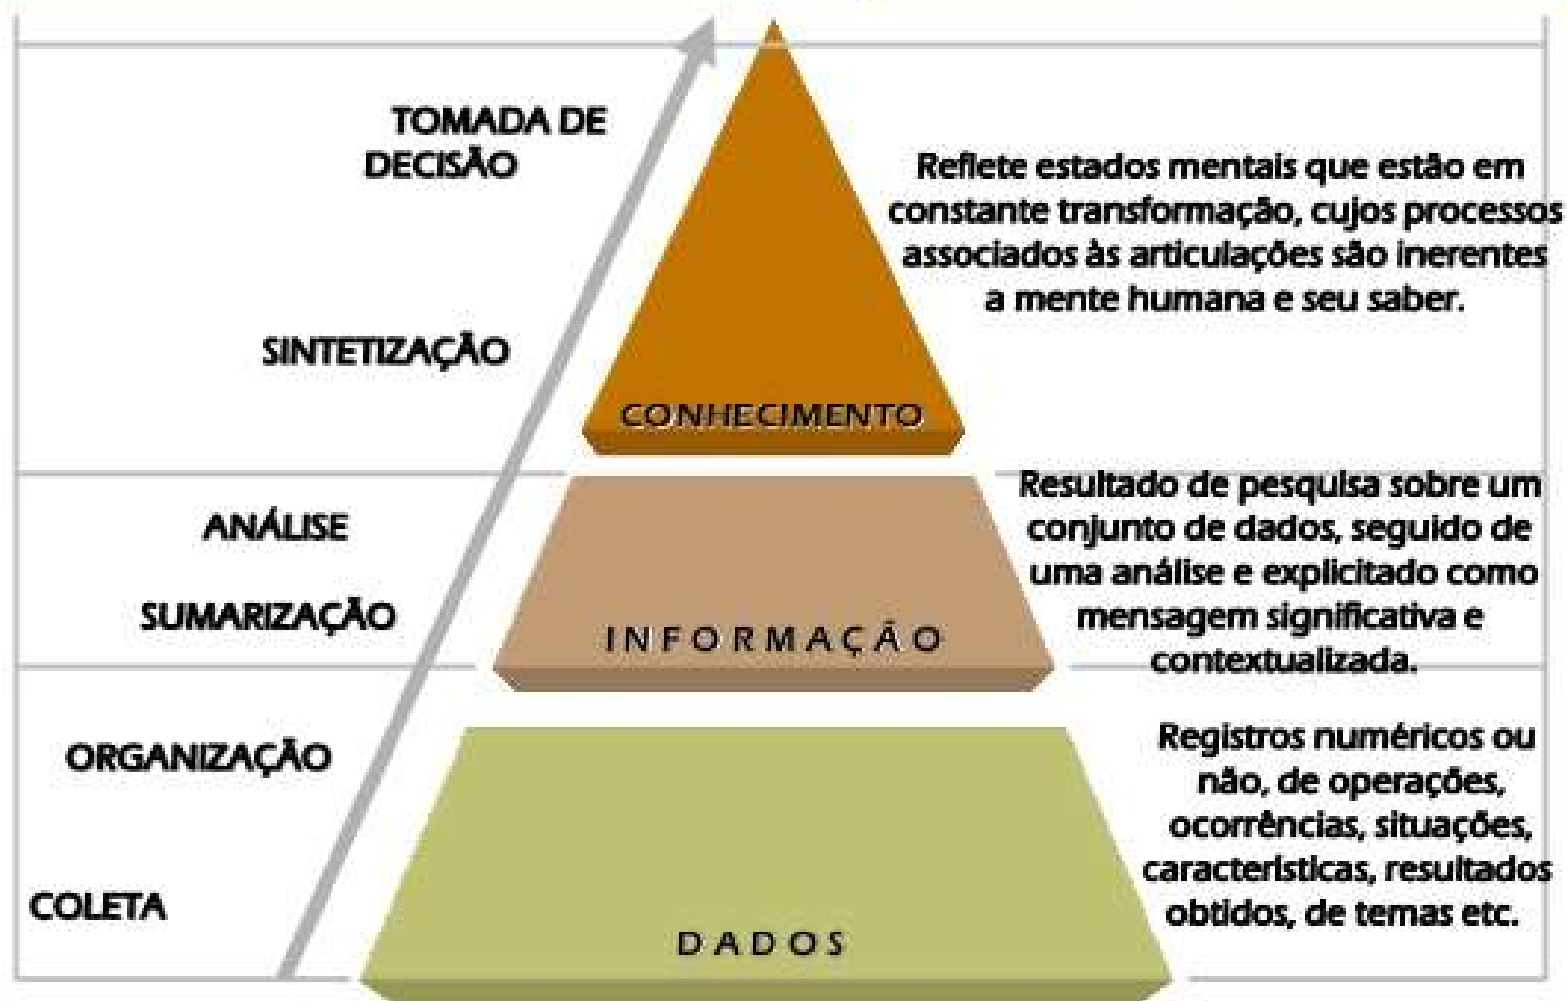 TOMADA DE
DECISÃO
Reflete estados mentais que estão em
constante transformação, cujos processos
associados às articulações são inerentes
a mente humana e seu saber.
SINTETIZAÇÃO
CONHECIMENTO
ANÁLISE
SUMARIZAÇÃO
INFORMAÇÃO
Resultado de pesquisa sobre um
conjunto de dados, seguido de
uma análise e explicitado como
mensagem significativa e
contextualizada.
ORGANIZAÇÃO
COLETA
DADOS
Registros numéricos ou
não, de operações,
ocorrências, situações,
características, resultados
obtidos, de temas etc.